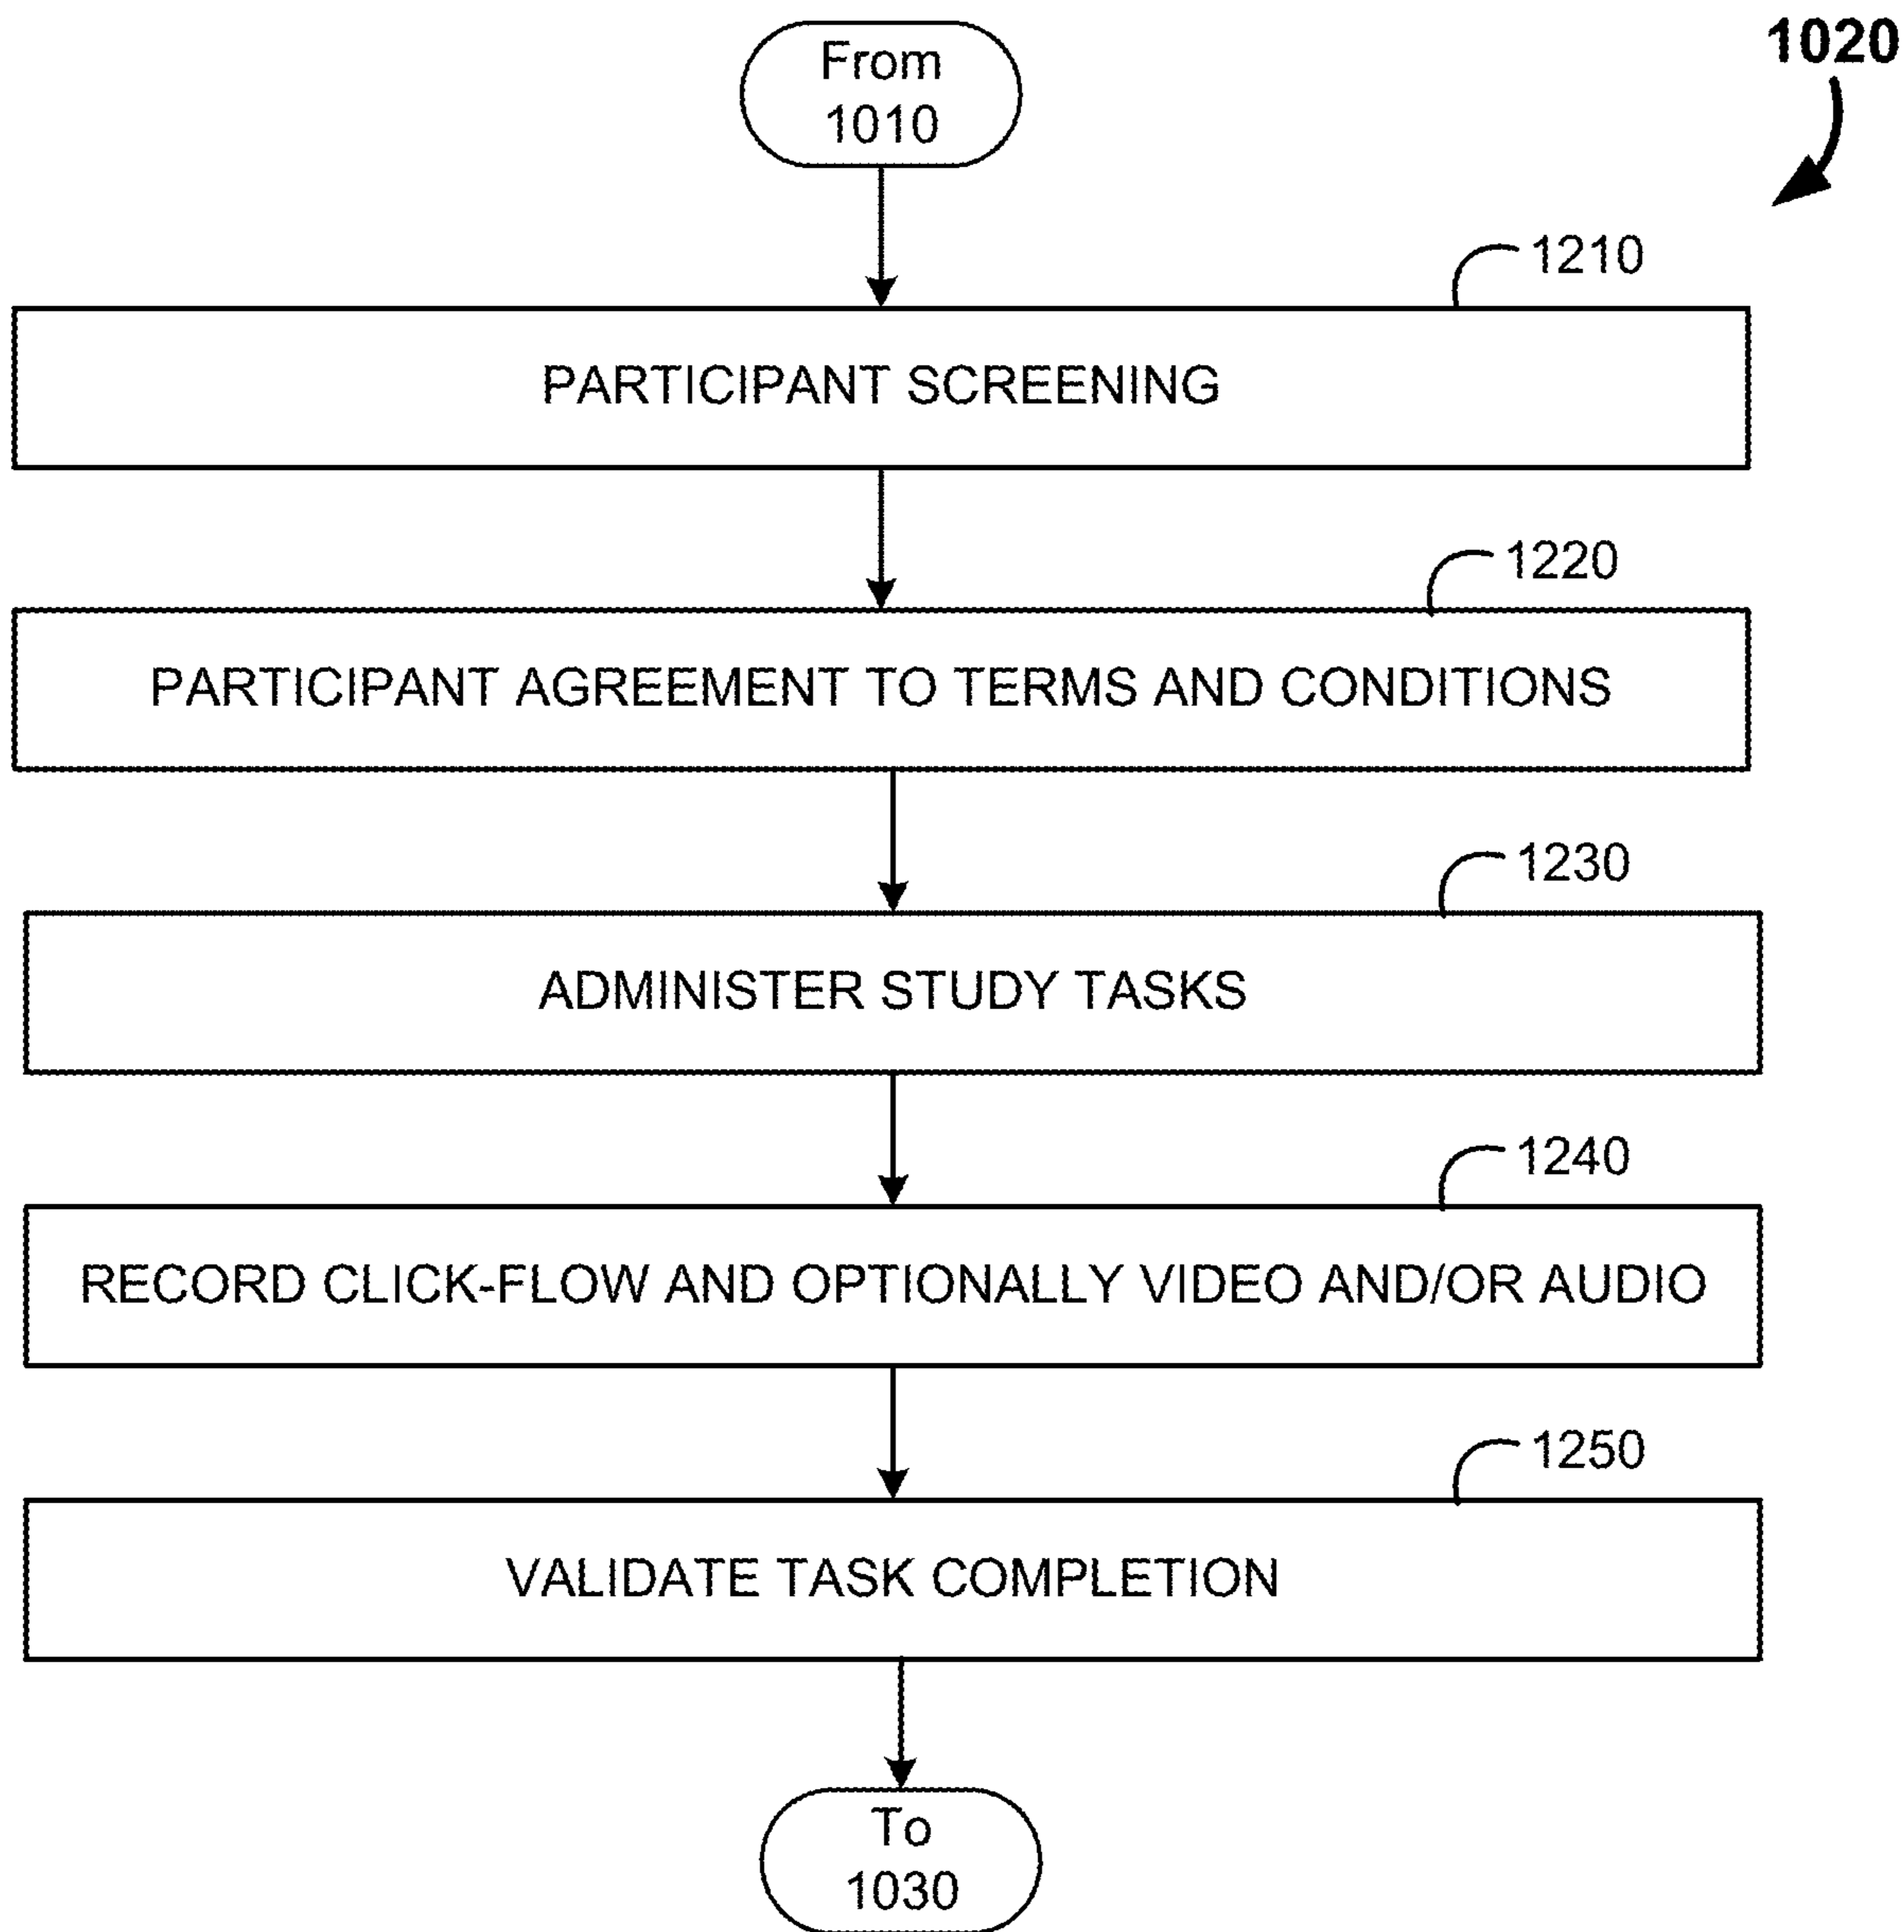 1020
From
1010
1210
PARTICIPANT SCREENING
1220
PARTICIPANT AGREEMENT TO TERMS AND CONDITIONS
1230
ADMINISTER STUDY TASKS
1240
RECORD CLICK-FLOW AND OPTIONALLY VIDEO AND/OR AUDIO
1250
VALIDATE TASK COMPLETION
To
1030